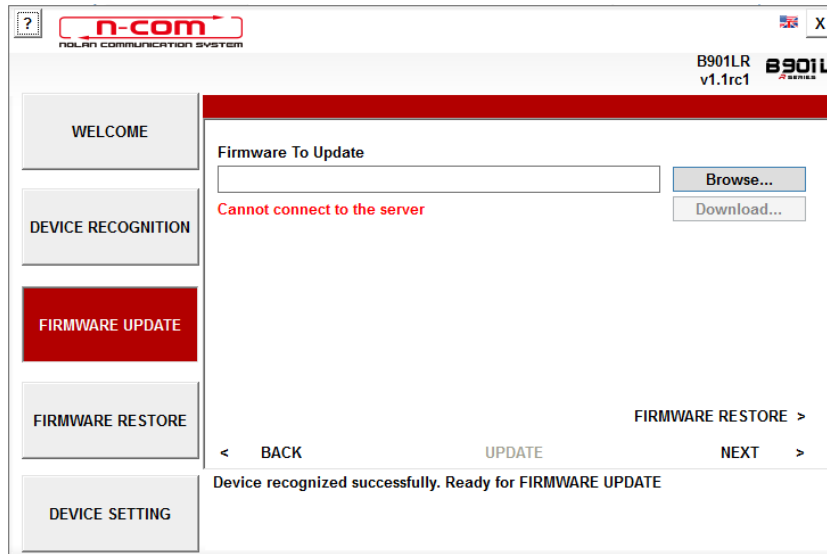 ?
n-com
NOLAN COMMUNICATION SYSTEM
X
B901LR
v1.1rc1
B901L
R SERIES
WELCOME
Firmware To Update
Browse...
Cannot connect to the server
Download...
DEVICE RECOGNITION
FIRMWARE UPDATE
FIRMWARE RESTORE
FIRMWARE RESTORE >
< BACK UPDATE NEXT >
Device recognized successfully. Ready for FIRMWARE UPDATE
DEVICE SETTING